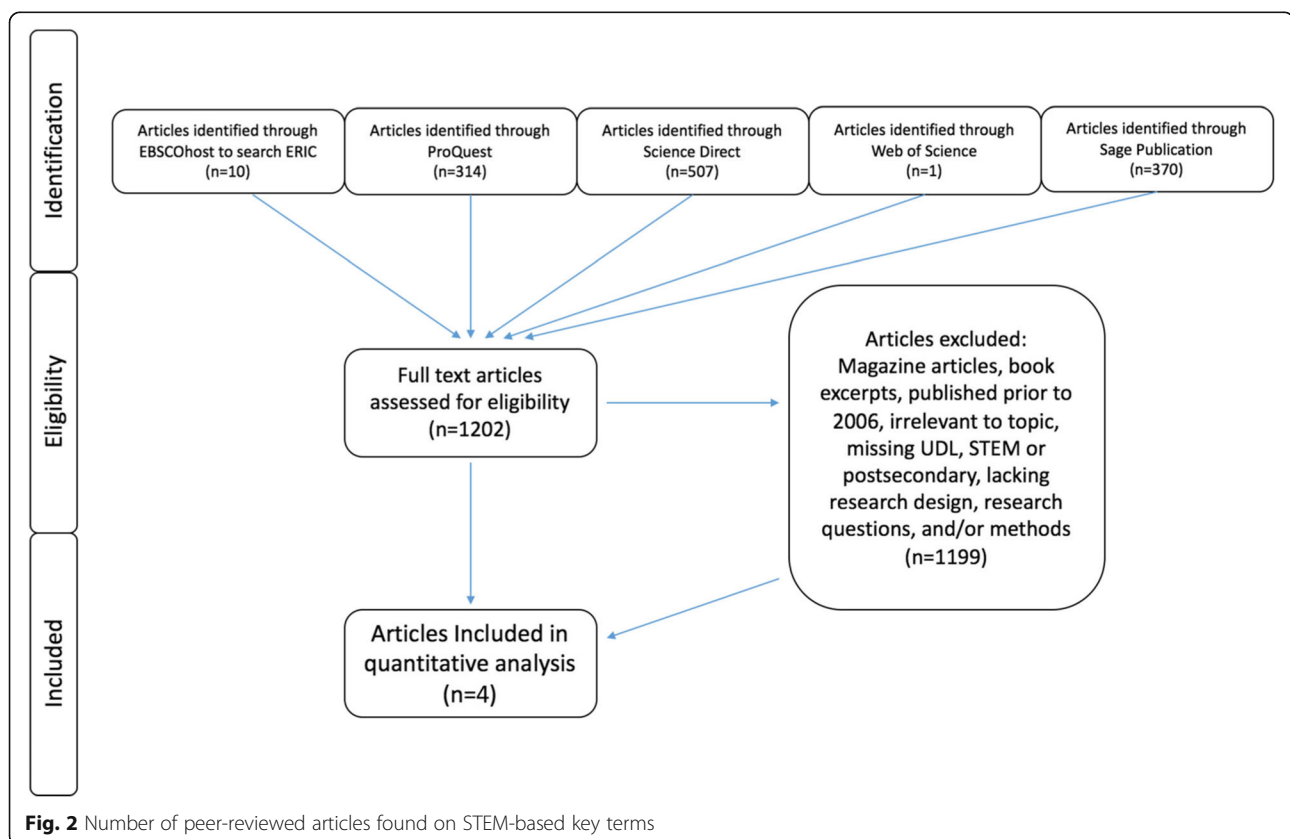 Identification
Articles identified through
EBSCOhost to search ERIC
(n=10)
Articles identified through
ProQuest
(n=314)
Articles identified through
Science Direct
(n=507)
Articles identified through
Web of Science
(n=1)
Articles identified through
Sage Publication
(n=370)
Eligibility
Full text articles
assessed for eligibility
(n=1202)
Articles excluded:
Magazine articles, book
excerpts, published prior to
2006, irrelevant to topic,
missing UDL, STEM or
postsecondary, lacking
research design, research
questions, and/or methods
(n=1199)
Included
Articles Included in
quantitative analysis
(n=4)
Fig. 2 Number of peer-reviewed articles found on STEM-based key terms